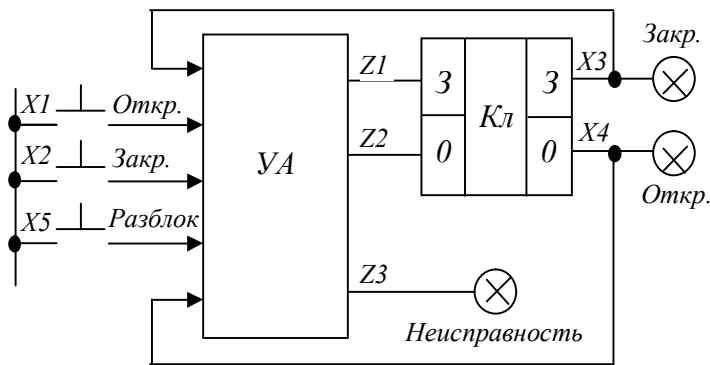 Закр.
X1 Откр.
Z1 З Кл З X3
X2 Закр.
УА
Z2 0 0 X4
X5 Разблок
Откр.
Z3
Неисправность